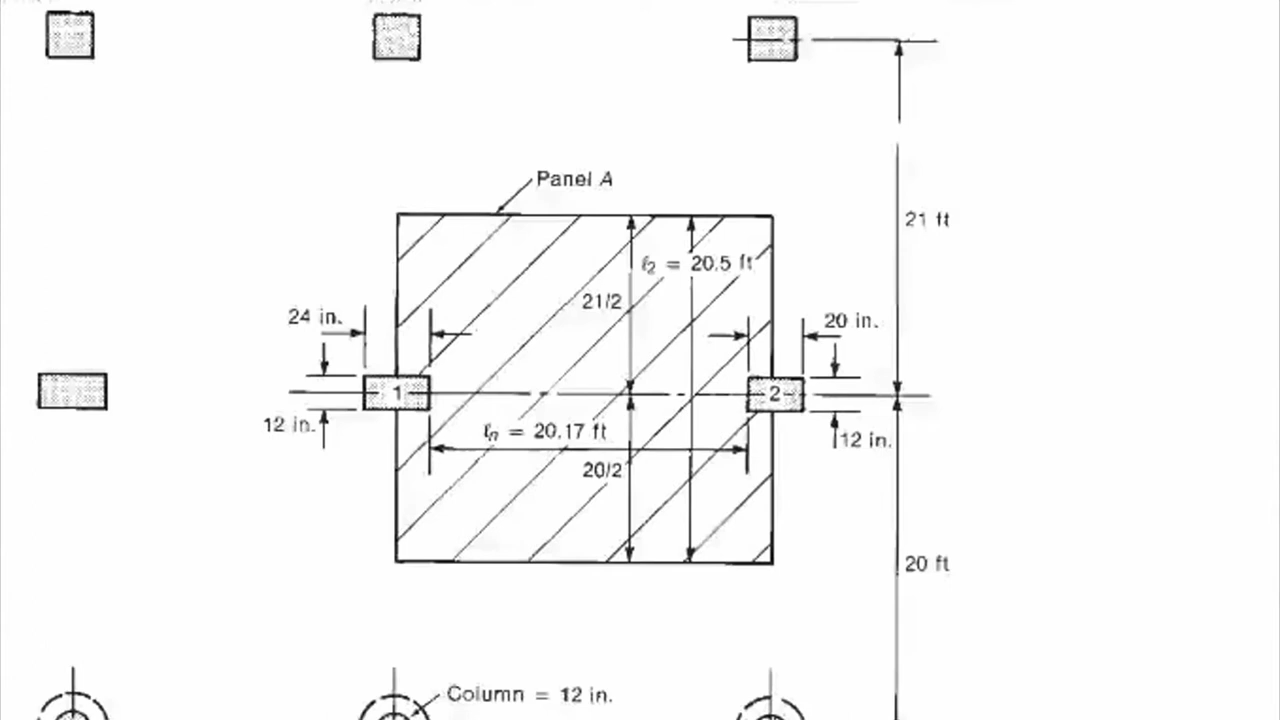 Panel A
21 ft
ℓ2 = 20.5 ft
21/2
24 in.
20 in.
1
2
12 in.
ℓn = 20.17 ft
12 in.
20/2
20 ft
Column = 12 in.